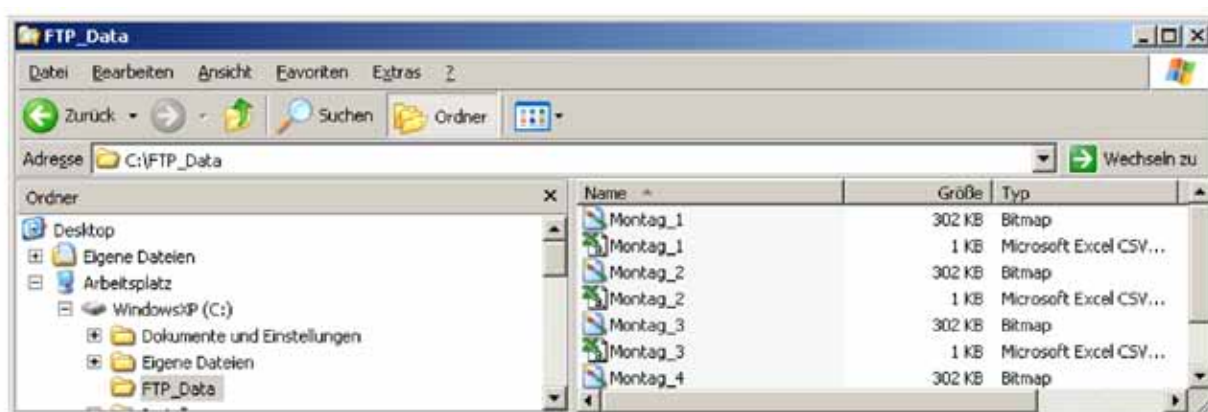 FTP_Data
Datei Bearbeiten Ansicht Favoriten Extras ?
Zurück Suchen Ordner
Adresse C:\FTP_Data Wechseln zu
Ordner
Desktop
Eigene Dateien
Arbeitsplatz
WindowsXP (C:)
Dokumente und Einstellungen
Eigene Dateien
FTP_Data
Name Größe Typ
Montag_1 302 KB Bitmap
Montag_1 1 KB Microsoft Excel CSV...
Montag_2 302 KB Bitmap
Montag_2 1 KB Microsoft Excel CSV...
Montag_3 302 KB Bitmap
Montag_3 1 KB Microsoft Excel CSV...
Montag_4 302 KB Bitmap